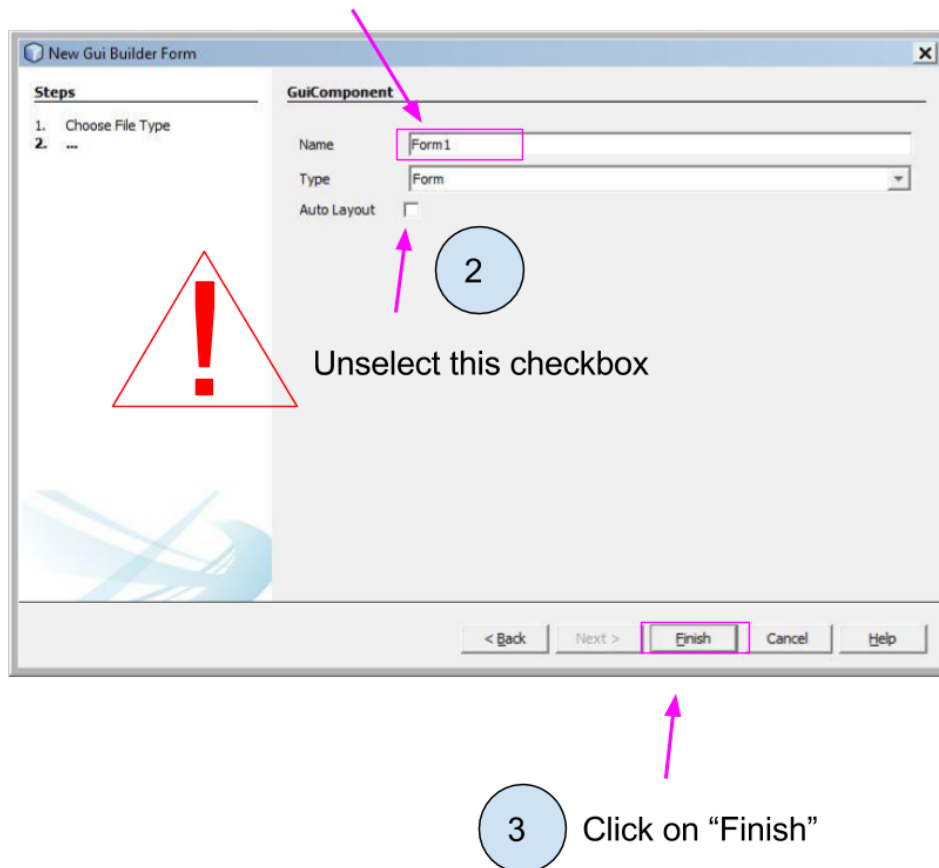 New Gui Builder Form
Steps
1. Choose File Type
2. ...
GuiComponent
Name Form1
Type Form
Auto Layout
2
!
Unselect this checkbox
< Back Next > Finish Cancel Help
3 Click on “Finish”